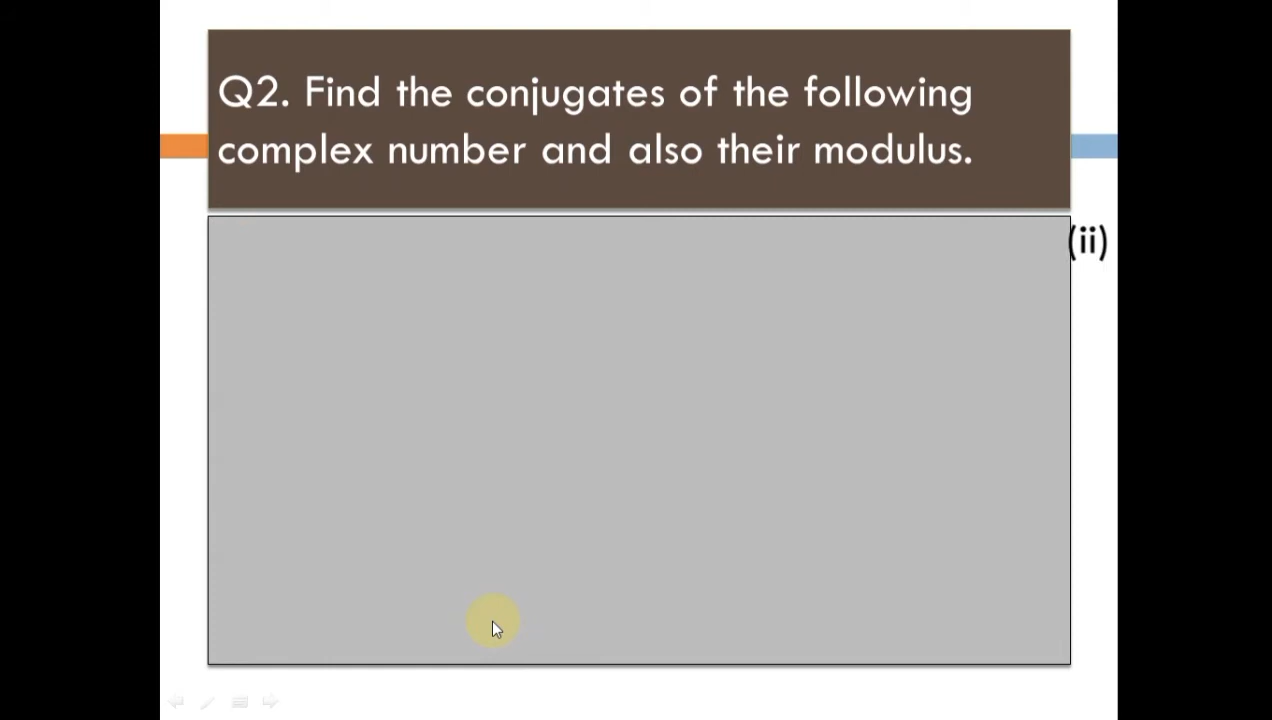 Q2. Find the conjugates of the following
complex number and also their modulus.
(ii)